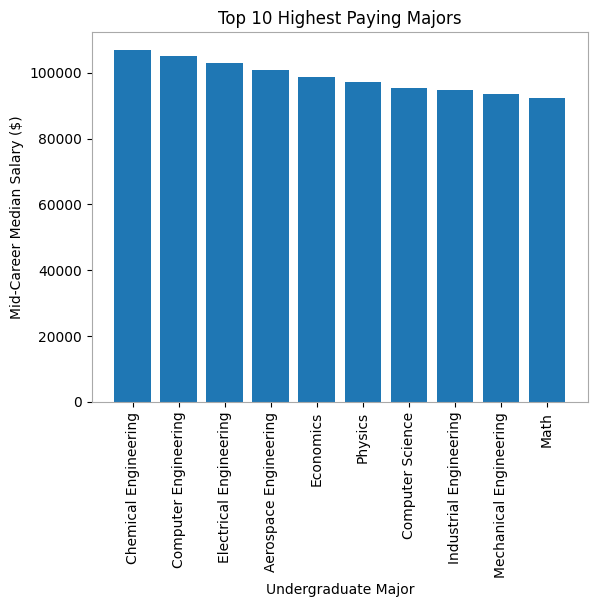 Top 10 Highest Paying Majors
Mid-Career Median Salary ($)
100000
80000
60000
40000
20000
0
Chemical Engineering
Computer Engineering
Electrical Engineering
Aerospace Engineering
Economics
Physics
Computer Science
Industrial Engineering
Mechanical Engineering
Math
Undergraduate Major